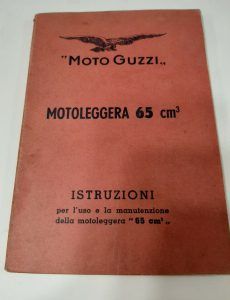 "MOTO GUZZI„
MOTOLEGGERA 65 cm³
ISTRUZIONI
per l'uso e la manutenzione
della motoleggera "65 cm³„